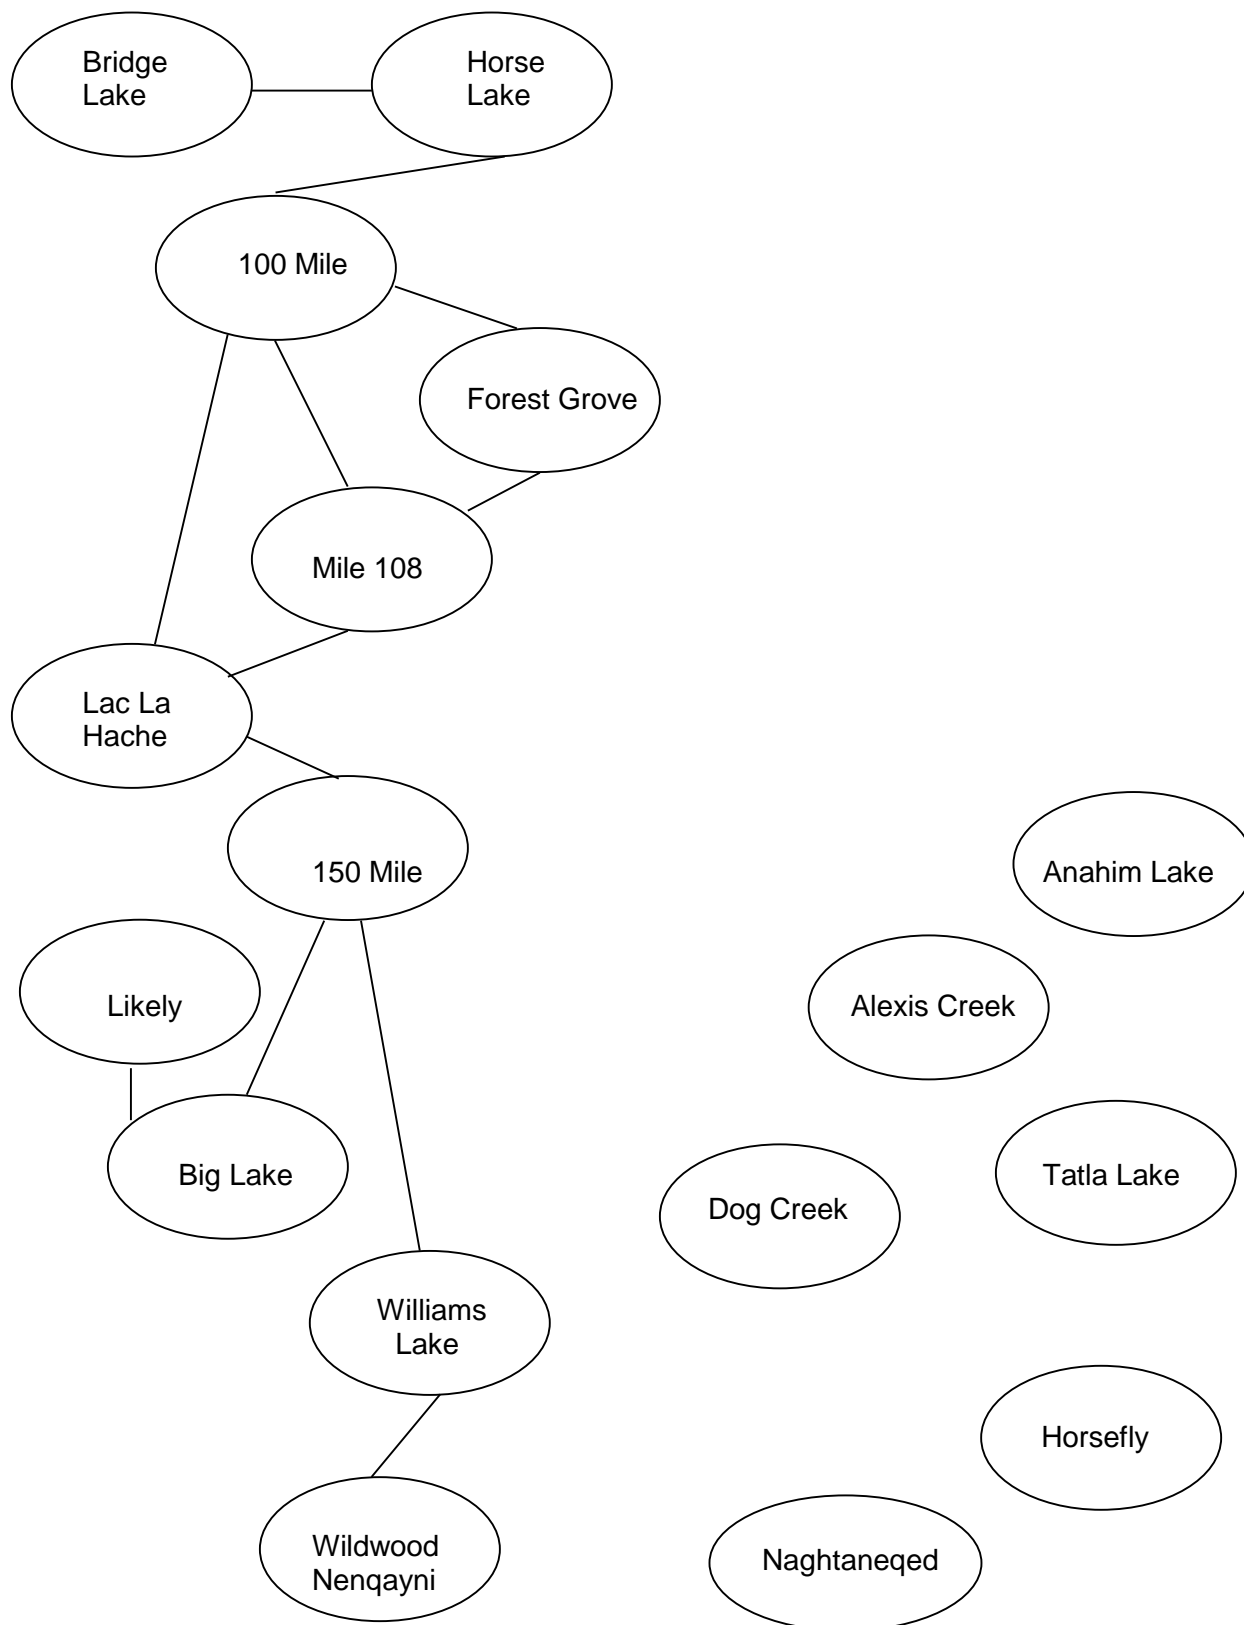 Bridge
Lake
Horse
Lake
100 Mile
Forest Grove
Mile 108
Lac La
Hache
150 Mile
Anahim Lake
Likely
Alexis Creek
Big Lake
Tatla Lake
Dog Creek
Williams
Lake
Horsefly
Wildwood
Nenqayni
Naghtaneqed